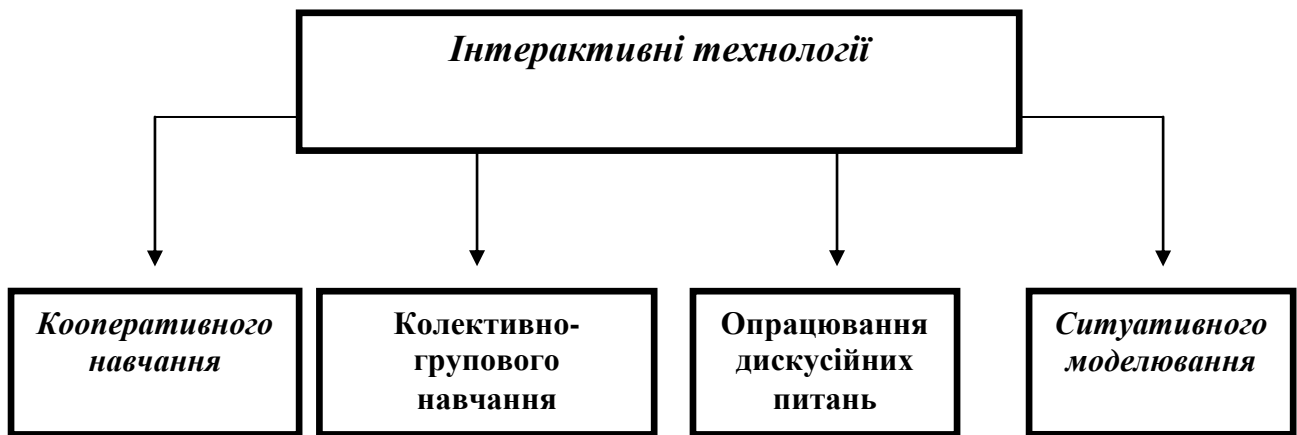 Інтерактивні технології
Кооперативного
навчання
Колективно-
групового
навчання
Опрацювання
дискусійних
питань
Ситуативного
моделювання